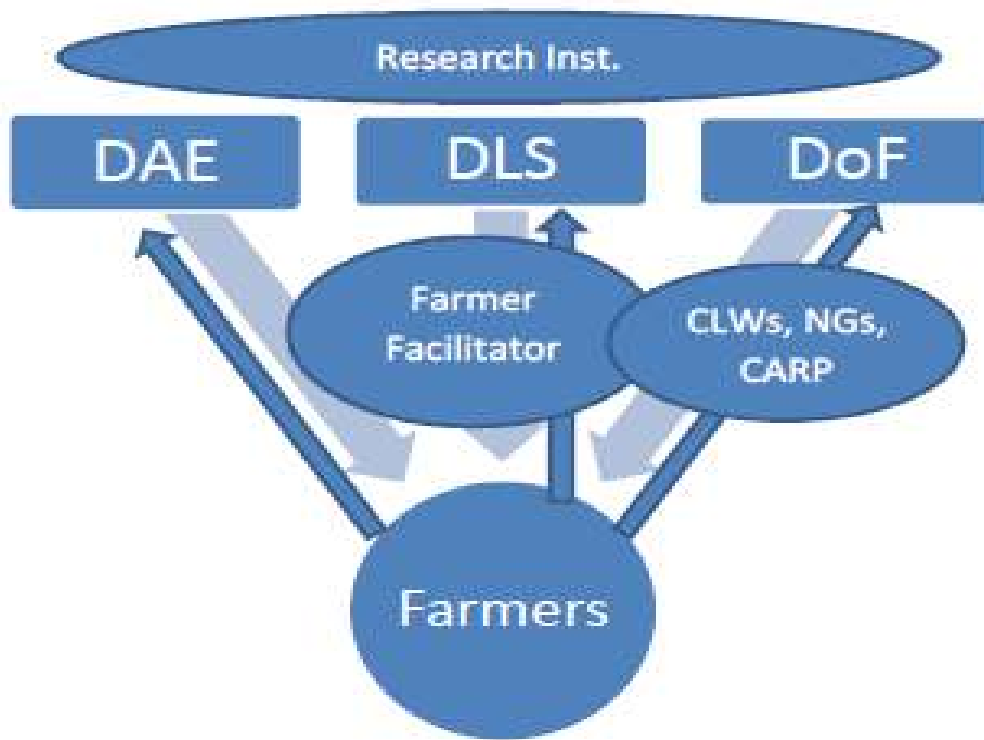 Research Inst.
DAE
DLS
DoF
Farmer
Facilitator
CLWs, NGs,
CARP
Farmers